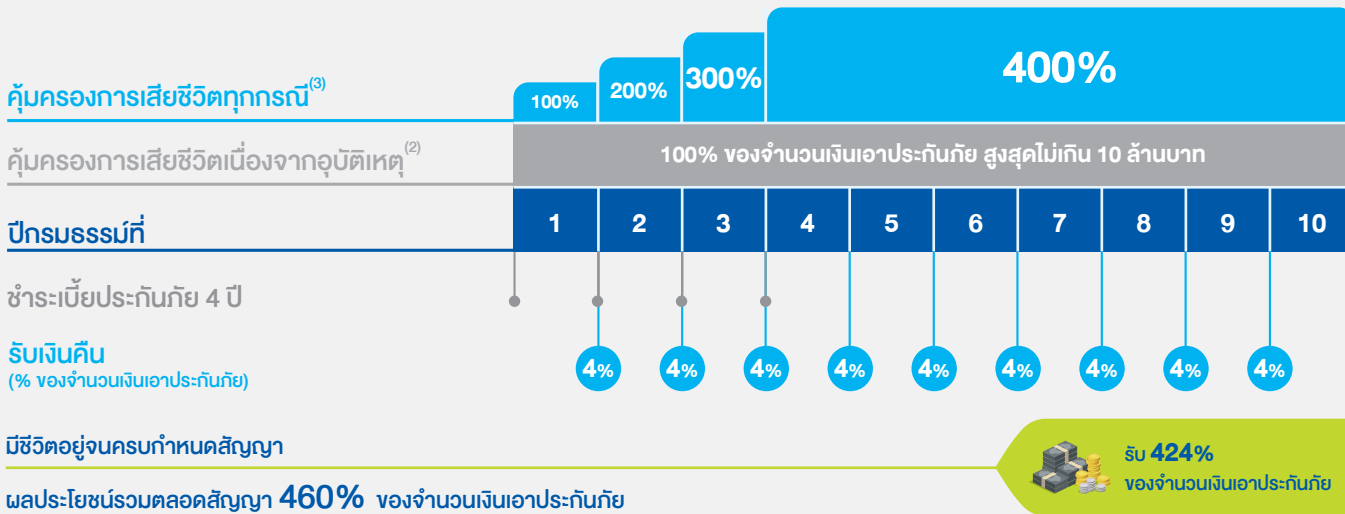 คุ้มครองการเสียชีวิตทุกกรณี(3) 100% 200% 300% 400%
คุ้มครองการเสียชีวิตเนื่องจากอุบัติเหตุ(2) 100% ของจำนวนเงินเอาประกันภัย สูงสุดไม่เกิน 10 ล้านบาท
ปีกรมธรรม์ที่ 1 2 3 4 5 6 7 8 9 10
ชำระเบี้ยประกันภัย 4 ปี
รับเงินคืน
(% ของจำนวนเงินเอาประกันภัย)
4% 4% 4% 4% 4% 4% 4% 4% 4%
มีชีวิตอยู่จนครบกำหนดสัญญา
รับ 424%
ของจำนวนเงินเอาประกันภัย
ผลประโยชน์รวมตลอดสัญญา 460% ของจำนวนเงินเอาประกันภัย